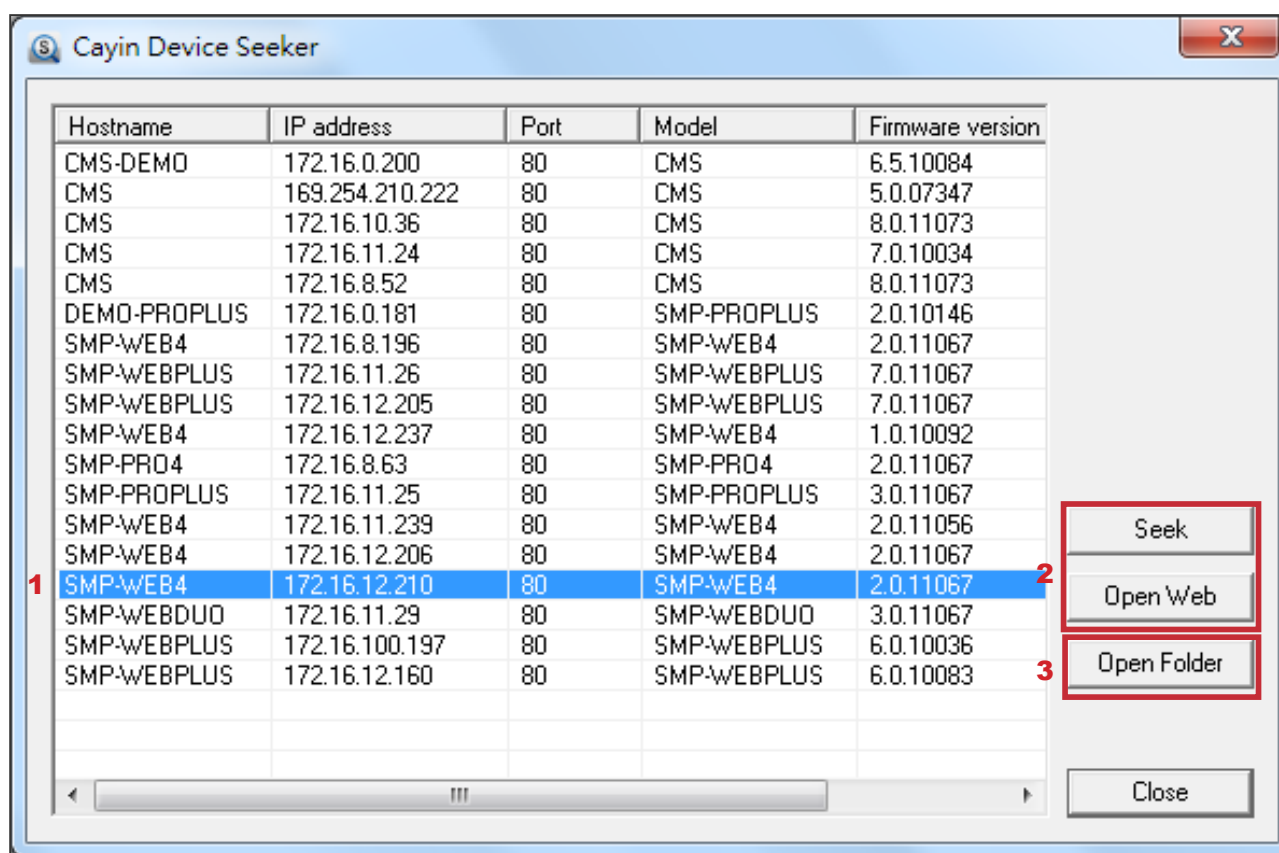 Cayin Device Seeker
Hostname IP address Port Model Firmware version
CMS-DEMO 172.16.0.200 80 CMS 6.5.10084
CMS 169.254.210.222 80 CMS 5.0.07347
CMS 172.16.10.36 80 CMS 8.0.11073
CMS 172.16.11.24 80 CMS 7.0.10034
CMS 172.16.8.52 80 CMS 8.0.11073
DEMO-PROPLUS 172.16.0.181 80 SMP-PROPLUS 2.0.10146
SMP-WEB4 172.16.8.196 80 SMP-WEB4 2.0.11067
SMP-WEBPLUS 172.16.11.26 80 SMP-WEBPLUS 7.0.11067
SMP-WEBPLUS 172.16.12.205 80 SMP-WEBPLUS 7.0.11067
SMP-WEB4 172.16.12.237 80 SMP-WEB4 1.0.10092
SMP-PRO4 172.16.8.63 80 SMP-PRO4 2.0.11067
SMP-PROPLUS 172.16.11.25 80 SMP-PROPLUS 3.0.11067
SMP-WEB4 172.16.11.239 80 SMP-WEB4 2.0.11056
SMP-WEB4 172.16.12.206 80 SMP-WEB4 2.0.11067
1 SMP-WEB4 172.16.12.210 80 SMP-WEB4 2.0.11067
SMP-WEBDUO 172.16.11.29 80 SMP-WEBDUO 3.0.11067
SMP-WEBPLUS 172.16.100.197 80 SMP-WEBPLUS 6.0.10036
SMP-WEBPLUS 172.16.12.160 80 SMP-WEBPLUS 6.0.10083
Seek
2 Open Web
3 Open Folder
Close